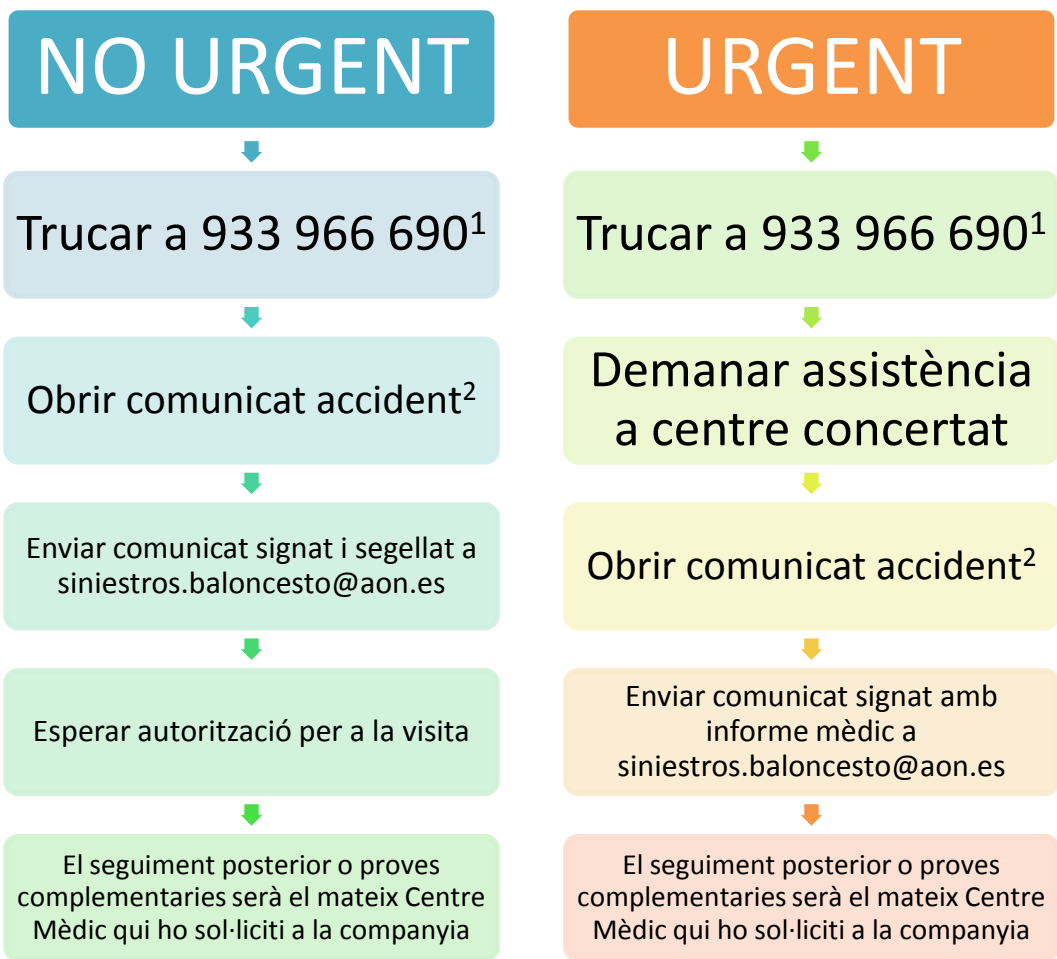 NO URGENT
Trucar a 933 966 690¹
Obrir comunicat accident²
Enviar comunicat signat i segellat a
siniestros.baloncesto@aon.es
Esperar autorització per a la visita
El seguiment posterior o proves
complementaries serà el mateix Centre
Mèdic qui ho sol·liciti a la companyia
URGENT
Trucar a 933 966 690¹
Demanar assistència
a centre concertat
Obrir comunicat accident²
Enviar comunicat signat amb
informe mèdic a
siniestros.baloncesto@aon.es
El seguiment posterior o proves
complementaries serà el mateix Centre
Mèdic qui ho sol·liciti a la companyia